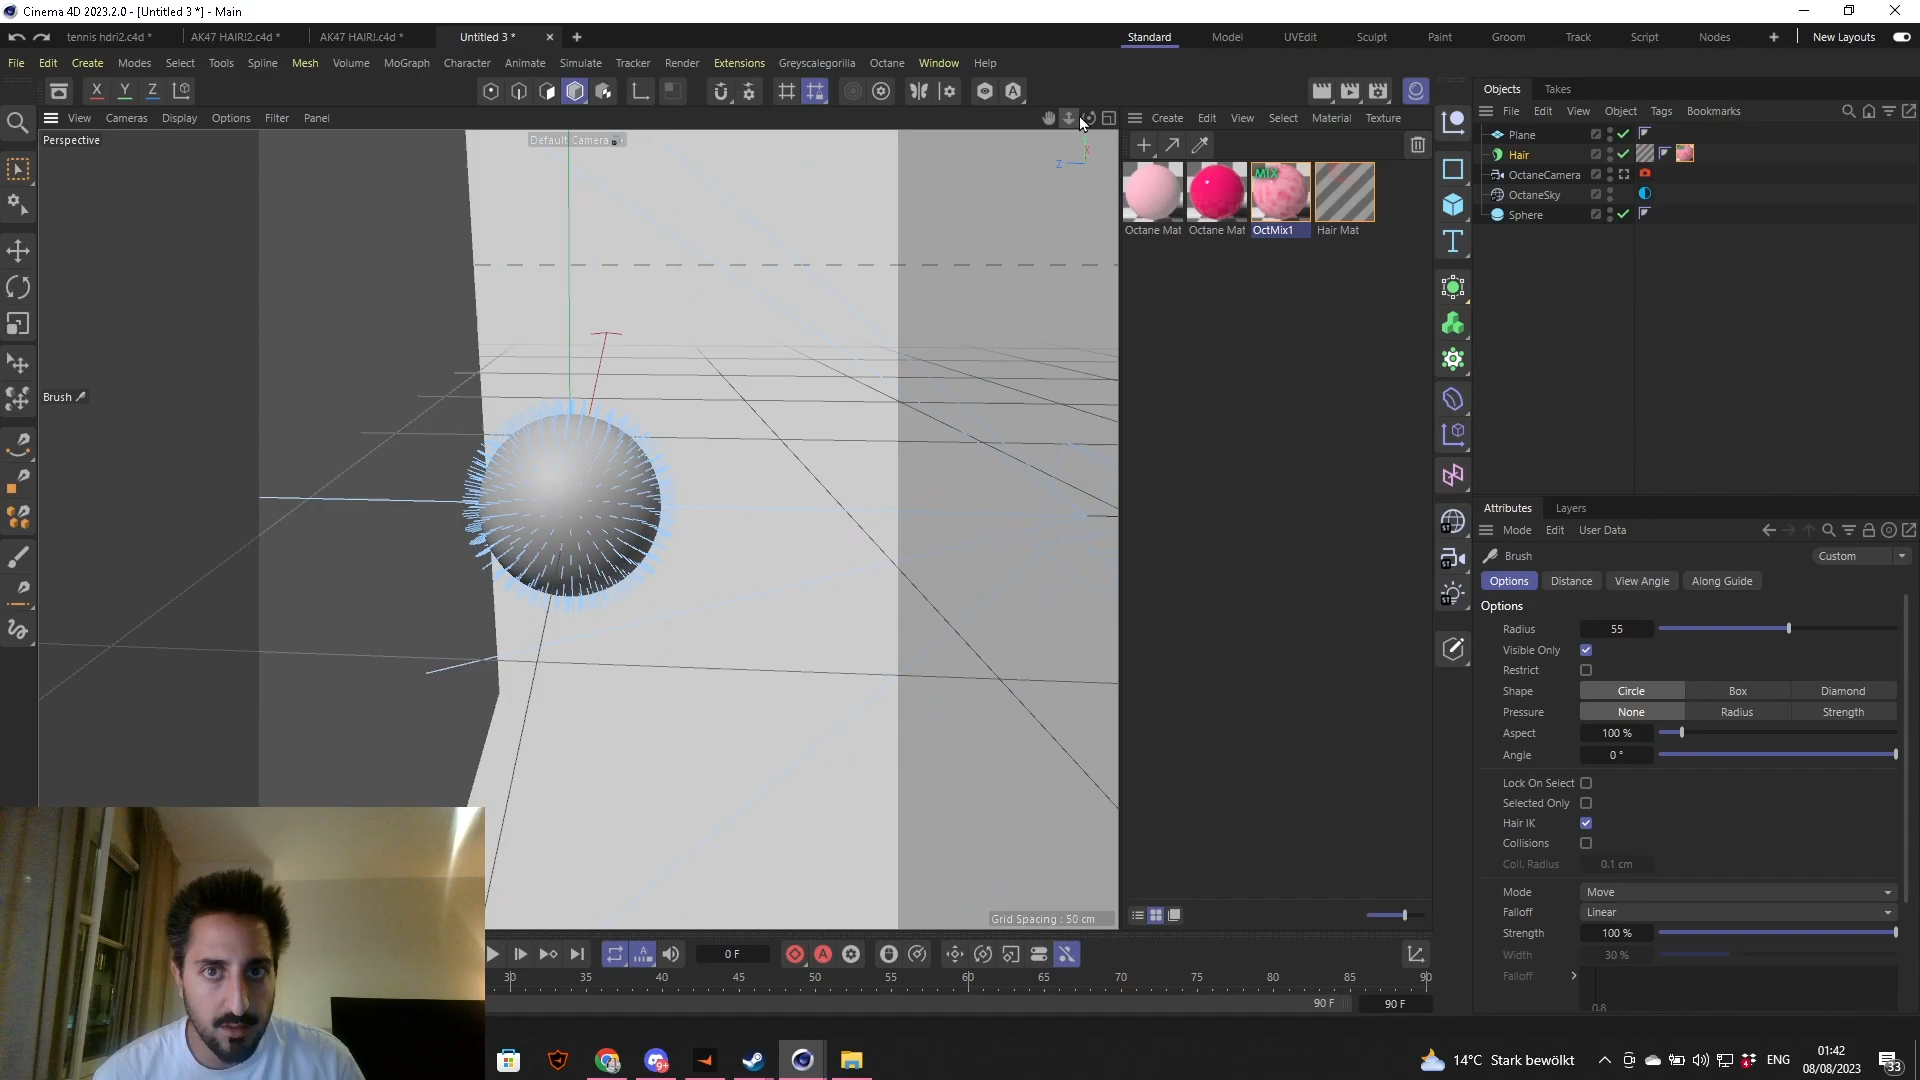 Cinema 4D 2023.2.0 - [Untitled 3 *] - Main
tennis hdri2.c4d *
AK47 HAIR!2.c4d *
AK47 HAIR!.c4d *
Untitled 3 *
Standard
Model
UVEdit
Sculpt
Paint
Groom
Track
Script
Nodes
New Layouts
File Edit Create Modes Select Tools Spline Mesh Volume MoGraph Character Animate Simulate Tracker Render Extensions Greyscalegorilla Octane Window Help
X Y Z
Objects Takes
View Cameras Display Options Filter Panel
Create Edit View Select Material Texture
File Edit View Object Tags Bookmarks
Perspective
Default Camera
X
Z
Plane
Hair
OctaneCamera
OctaneSky
Sphere
MIX
Octane Mat
Octane Mat
OctMix1
Hair Mat
Brush
Attributes Layers
Mode Edit User Data
Brush
Custom
Options Distance View Angle Along Guide
Options
Radius 55
Visible Only
Restrict
Shape Circle Box Diamond
Pressure None Radius Strength
Aspect 100 %
Angle 0 °
Lock On Select
Selected Only
Hair IK
Collisions
Coll. Radius 0.1 cm
Mode Move
Falloff Linear
Strength 100 %
Width 30 %
Falloff
0.8
Grid Spacing : 50 cm
0 F
30 35 40 45 50 55 60 65 70 75 80 85 90
90 F
90 F
9+
14°C Stark bewölkt
ENG
01:42
08/08/2023
33